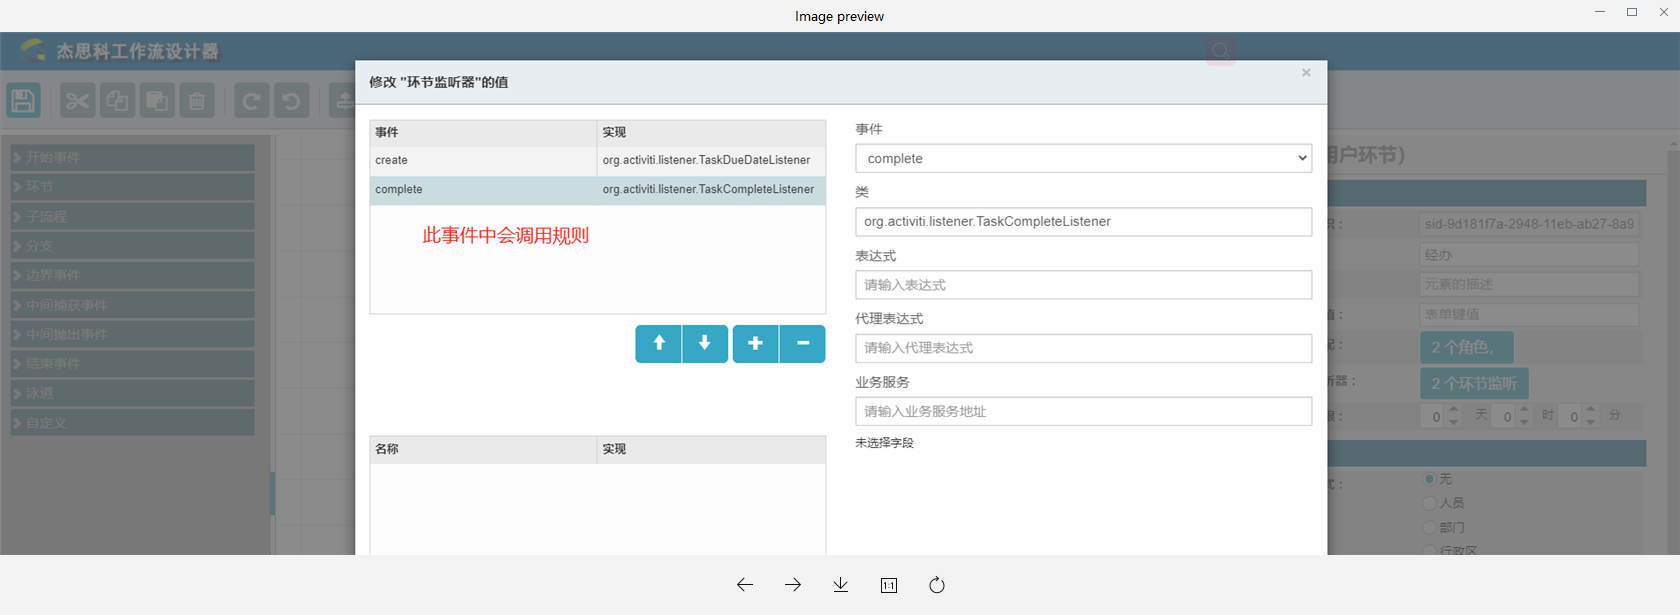 Image preview
杰思科工作流设计器
修改 "环节监听器"的值
事件 实现
create org.activiti.listener.TaskDueDateListener
complete org.activiti.listener.TaskCompleteListener
此事件中会调用规则
名称 实现
事件
complete
类
org.activiti.listener.TaskCompleteListener
表达式
请输入表达式
代理表达式
请输入代理表达式
业务服务
请输入业务服务地址
未选择字段
开始事件
环节
子流程
分支
边界事件
中间捕获事件
中间抛出事件
结束事件
泳道
自定义
用户环节)
sid-9d181f7a-2948-11eb-ab27-8a9
经办
元素的描述
值：
表单键值
配：
2 个角色,
听器：
2 个环节监听
限：
0 天 0 时 0 分
式：
无
人员
部门
行政区
1:1